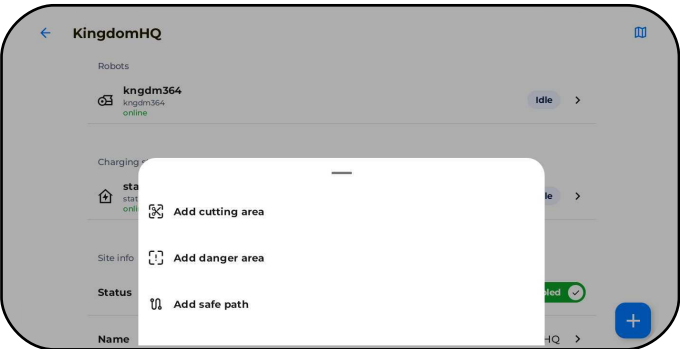 KingdomHQ
Robots
kngdm364
kngdm364
online
Idle
Charging
Site info
Status
Name
HQ
Add cutting area
Add danger area
Add safe path